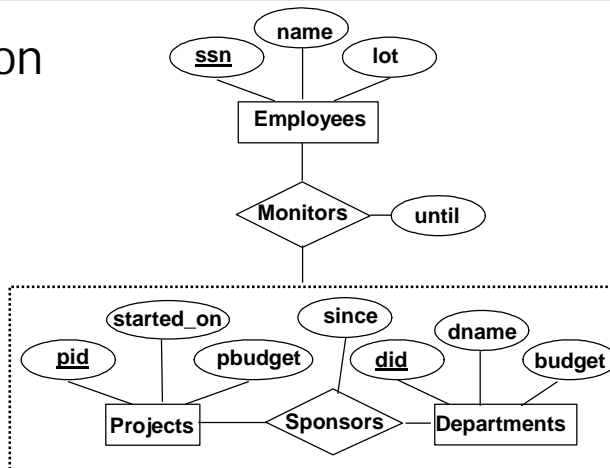 on
name
ssn
lot
Employees
Monitors
until
started_on
since
dname
pid
pbudget
did
budget
Projects
Sponsors
Departments